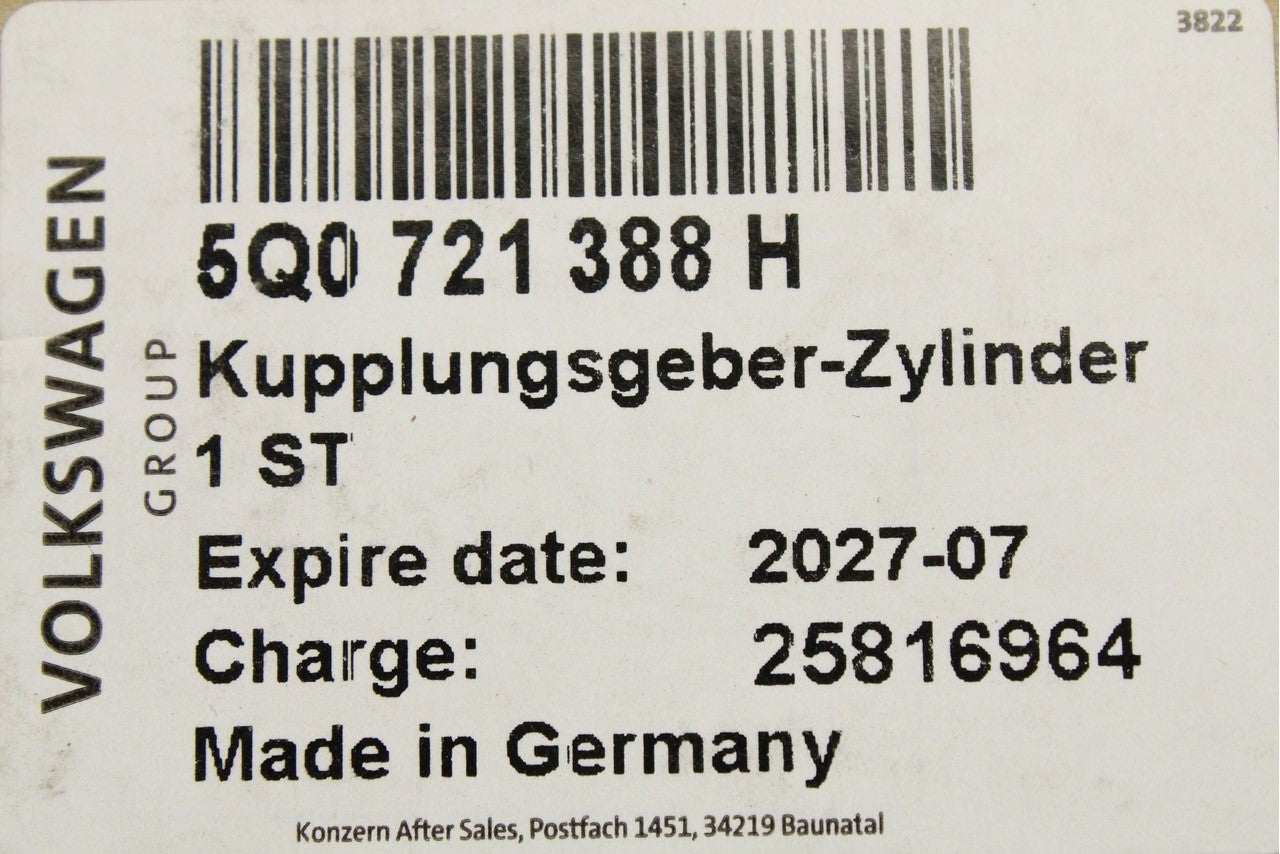 3822
VOLKSWAGEN
GROUP
5Q0 721 388 H
Kupplungsgeber-Zylinder
1 ST
Expire date: 2027-07
Charge: 25816964
Made in Germany
Konzern After Sales, Postfach 1451, 34219 Baunatal